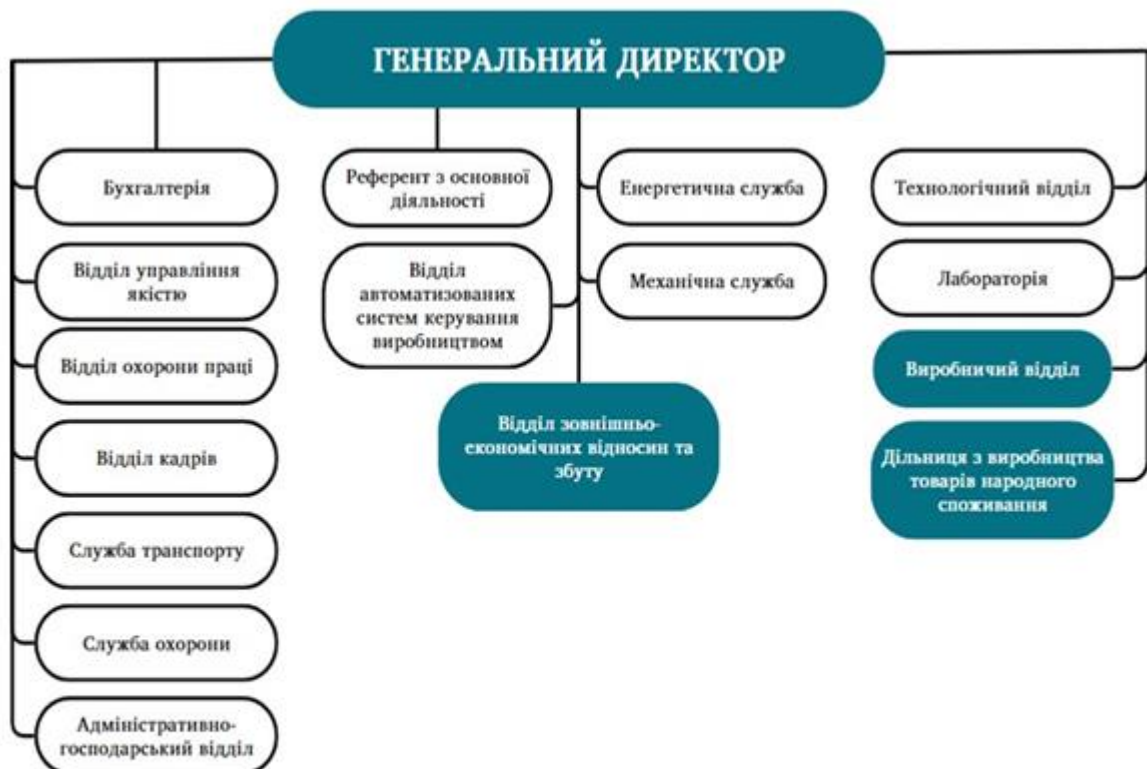 ГЕНЕРАЛЬНИЙ ДИРЕКТОР
Бухгалтерія
Відділ управління
якістю
Відділ охорони праці
Відділ кадрів
Служба транспорту
Служба охорони
Адміністративно-
господарський відділ
Референт з основної
діяльності
Відділ
автоматизованих
систем керування
виробництвом
Енергетична служба
Механічна служба
Відділ зовнішньо-
економічних відносин та
збуту
Технологічний відділ
Лабораторія
Виробничий відділ
Дільниця з виробництва
товарів народного
споживання